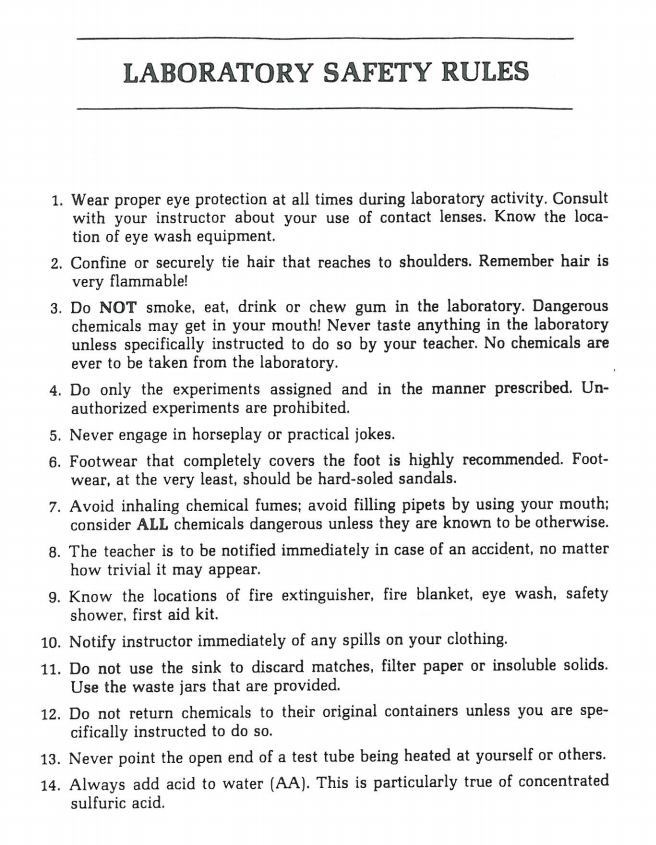 LABORATORY SAFETY RULES
1. Wear proper eye protection at all times during laboratory activity. Consult
with your instructor about your use of contact lenses. Know the loca-
tion of eye wash equipment.
2. Confine or securely tie hair that reaches to shoulders. Remember hair is
very flammable!
3. Do NOT smoke, eat, drink or chew gum in the laboratory. Dangerous
chemicals may get in your mouth! Never taste anything in the laboratory
unless specifically instructed to do so by your teacher. No chemicals are
ever to be taken from the laboratory.
4. Do only the experiments assigned and in the manner prescribed. Un-
authorized experiments are prohibited.
5. Never engage in horseplay or practical jokes.
6. Footwear that completely covers the foot is highly recommended. Foot-
wear, at the very least, should be hard-soled sandals.
7. Avoid inhaling chemical fumes; avoid filling pipets by using your mouth;
consider ALL chemicals dangerous unless they are known to be otherwise.
8. The teacher is to be notified immediately in case of an accident, no matter
how trivial it may appear.
9. Know the locations of fire extinguisher, fire blanket, eye wash, safety
shower, first aid kit.
10. Notify instructor immediately of any spills on your clothing.
11. Do not use the sink to discard matches, filter paper or insoluble solids.
Use the waste jars that are provided.
12. Do not return chemicals to their original containers unless you are spe-
cifically instructed to do so.
13. Never point the open end of a test tube being heated at yourself or others.
14. Always add acid to water (AA). This is particularly true of concentrated
sulfuric acid.